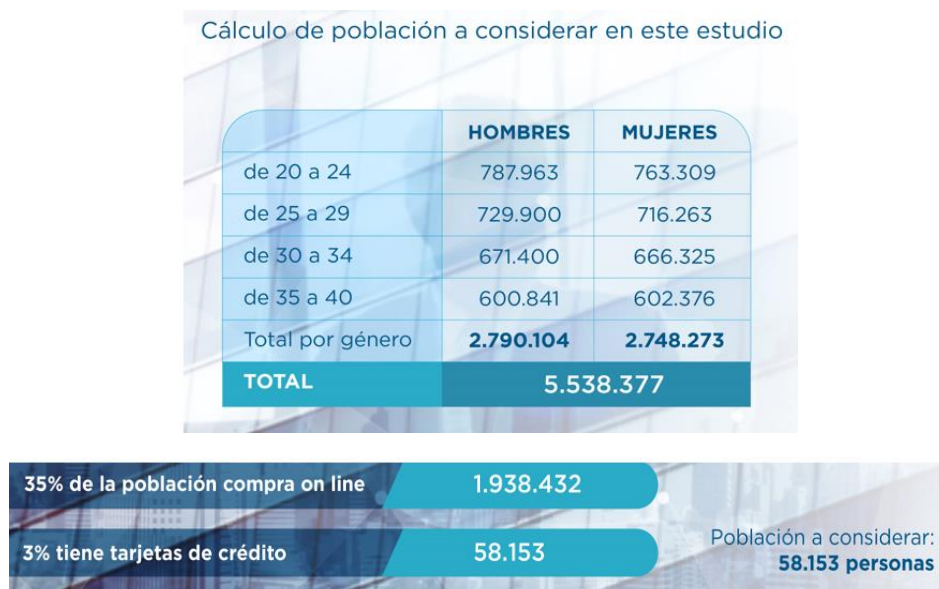 Cálculo de población a considerar en este estudio
HOMBRES MUJERES
de 20 a 24 787.963 763.309
de 25 a 29 729.900 716.263
de 30 a 34 671.400 666.325
de 35 a 40 600.841 602.376
Total por género 2.790.104 2.748.273
TOTAL 5.538.377
35% de la población compra on line 1.938.432
3% tiene tarjetas de crédito 58.153
Población a considerar:
58.153 personas